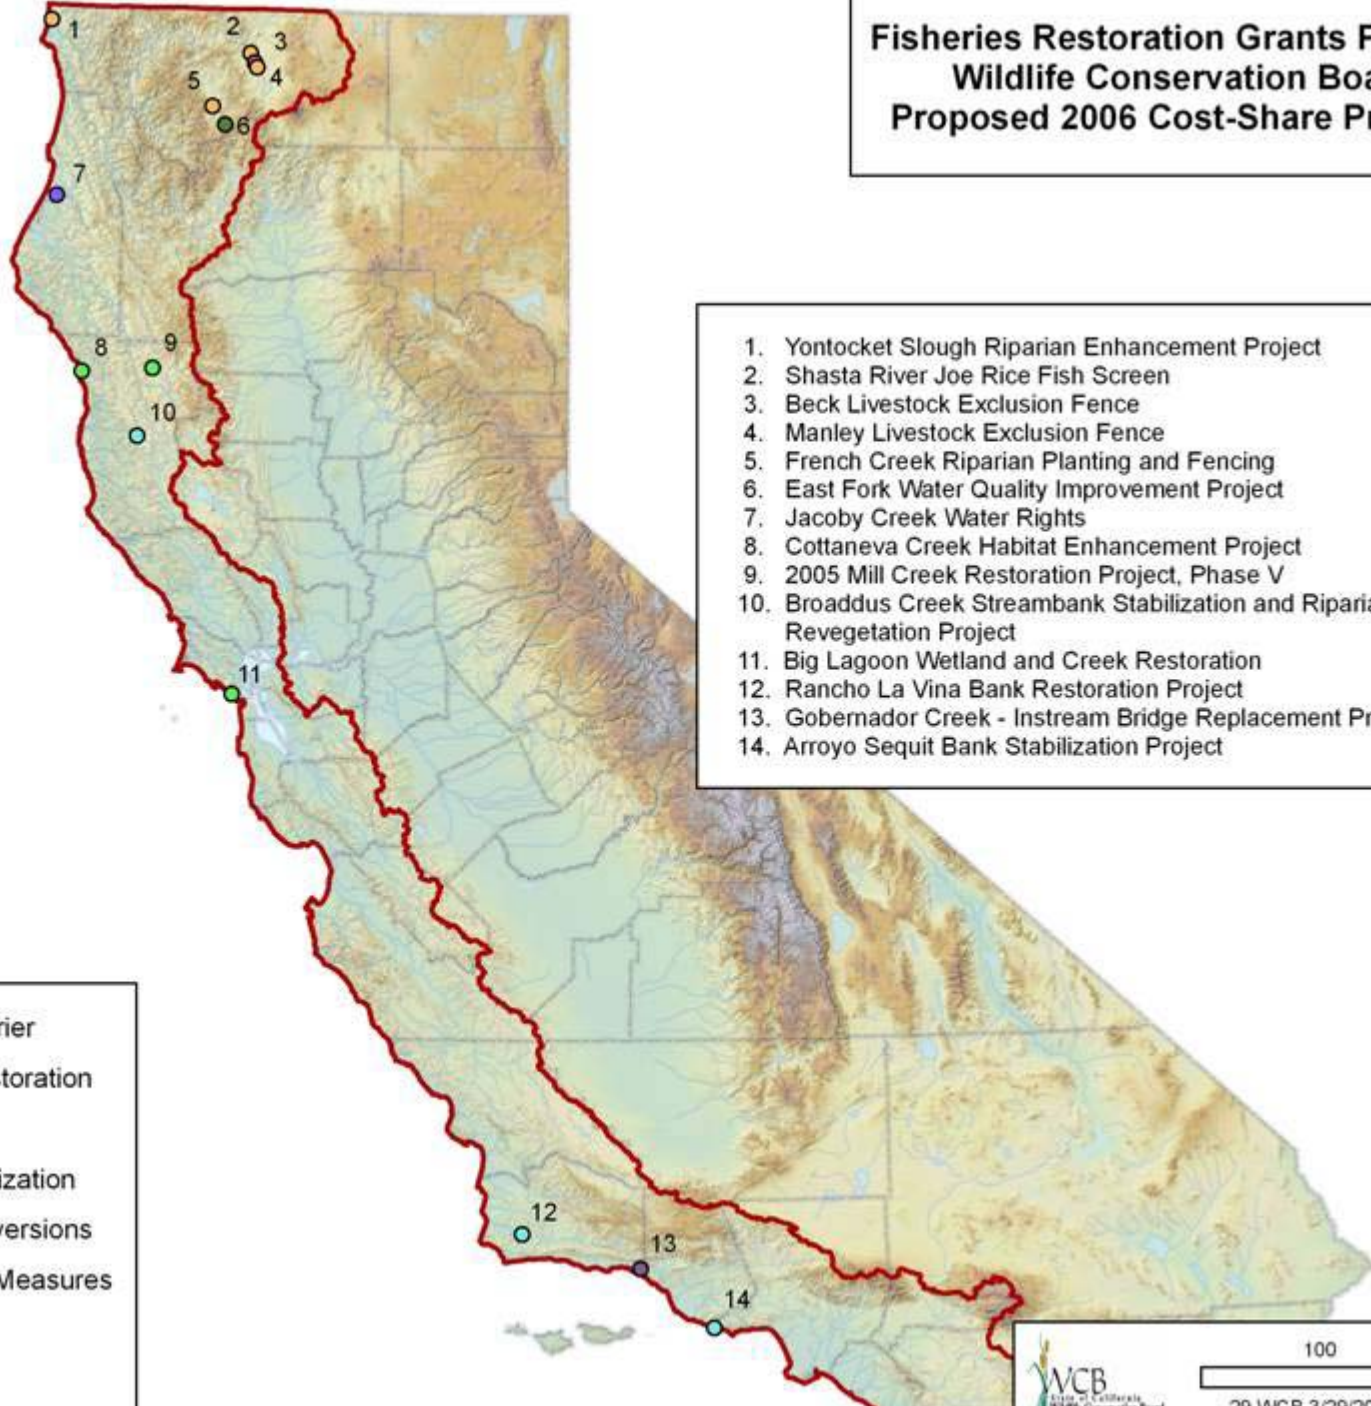 Fisheries Restoration Grants
Wildlife Conservation
Proposed 2006 Cost-Share
1
2
3
4
5
6
7
8
9
10
11
12
13
14
1. Yontocket Slough Riparian Enhancement Project
2. Shasta River Joe Rice Fish Screen
3. Beck Livestock Exclusion Fence
4. Manley Livestock Exclusion Fence
5. French Creek Riparian Planting and Fencing
6. East Fork Water Quality Improvement Project
7. Jacoby Creek Water Rights
8. Cottaneva Creek Habitat Enhancement Project
9. 2005 Mill Creek Restoration Project, Phase V
10. Broaddus Creek Streambank Stabilization and
Revegetation Project
11. Big Lagoon Wetland and Creek Restoration
12. Rancho La Vina Bank Restoration Project
13. Gobernador Creek - Instream Bridge Replacement
14. Arroyo Sequit Bank Stabilization Project
rier
toration
ization
versions
Measures
WCB
State of California
100